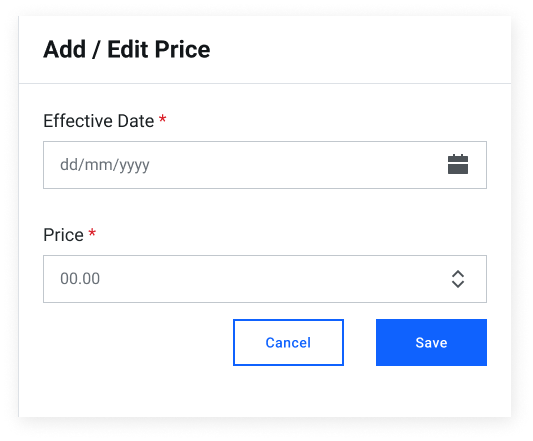 Add / Edit Price
Effective Date *
dd/mm/yyyy
Price *
00.00
Cancel
Save